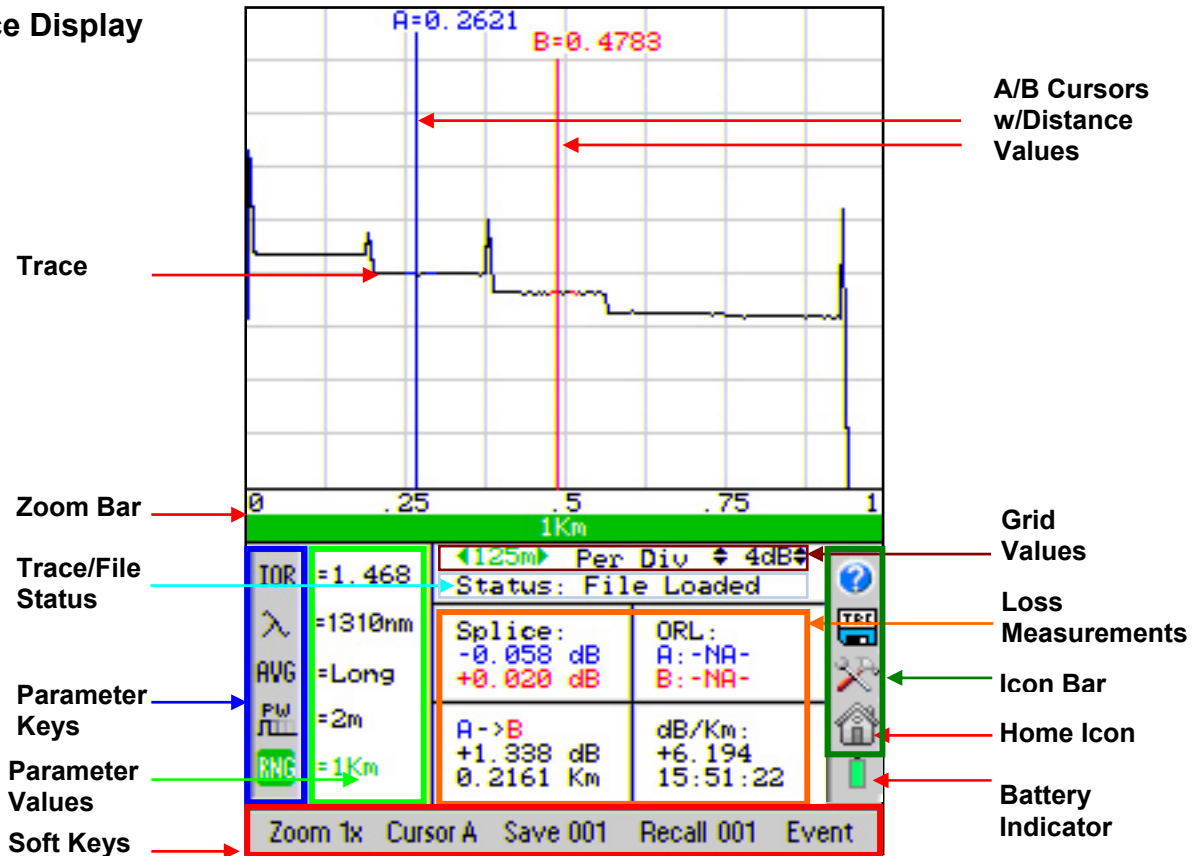 ce Display
A=0.2621
B=0.4783
A/B Cursors
w/Distance
Values
Trace
Zoom Bar
0 .25 .5 .75 1
1Km
Grid
Values
Trace/File
Status
125m Per Div 4dB
Status: File Loaded
Loss
Measurements
IOR =1.468
λ =1310nm
AVG =Long
PW =2m
RNG =1Km
Splice:
-0.058 dB
+0.020 dB
ORL:
A:-NA-
B:-NA-
A->B
+1.338 dB
0.2161 Km
dB/Km:
+6.194
15:51:22
?
Icon Bar
Home Icon
Parameter
Keys
Parameter
Values
Battery
Indicator
Soft Keys
Zoom 1x Cursor A Save 001 Recall 001 Event